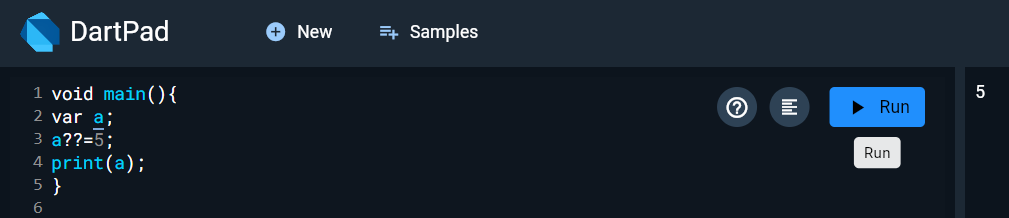 DartPad
New
Samples
1 void main(){
2 var a;
3 a??=5;
4 print(a);
5 }
6
Run
Run
5